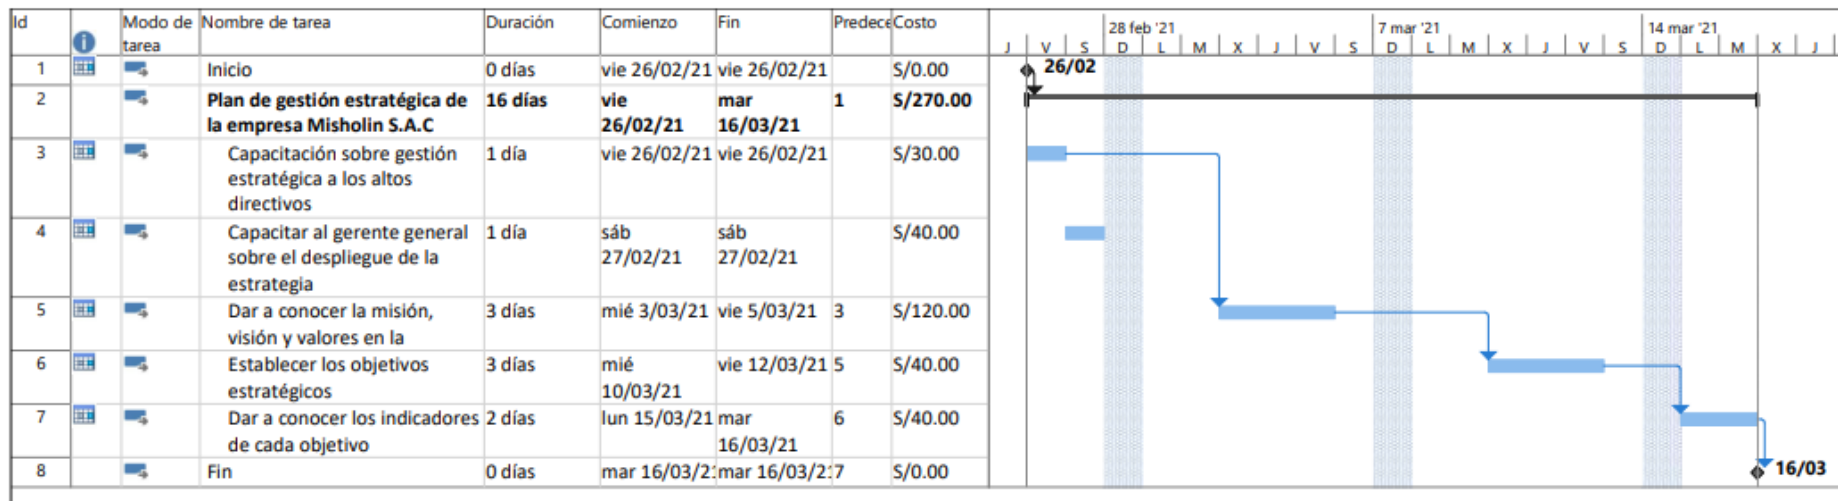 Id Modo de Nombre de tarea Duración Comienzo Fin Predece Costo 28 feb '21 7 mar '21 14 mar '21
tarea J V S D L M X J V S D L M X J V S D L M X J
1 Inicio 0 días vie 26/02/21 vie 26/02/21 S/0.00 26/02
2 Plan de gestión estratégica de 16 días vie mar 1 S/270.00
la empresa Misholin S.A.C 26/02/21 16/03/21
3 Capacitación sobre gestión 1 día vie 26/02/21 vie 26/02/21 S/30.00
estratégica a los altos
directivos
4 Capacitar al gerente general 1 día sáb sáb S/40.00
sobre el despliegue de la 27/02/21 27/02/21
estrategia
5 Dar a conocer la misión, 3 días mié 3/03/21 vie 5/03/21 3 S/120.00
visión y valores en la
6 Establecer los objetivos 3 días mié vie 12/03/21 5 S/40.00
estratégicos 10/03/21
7 Dar a conocer los indicadores 2 días lun 15/03/21 mar 6 S/40.00
de cada objetivo 16/03/21
8 Fin 0 días mar 16/03/21 mar 16/03/21 7 S/0.00 16/03